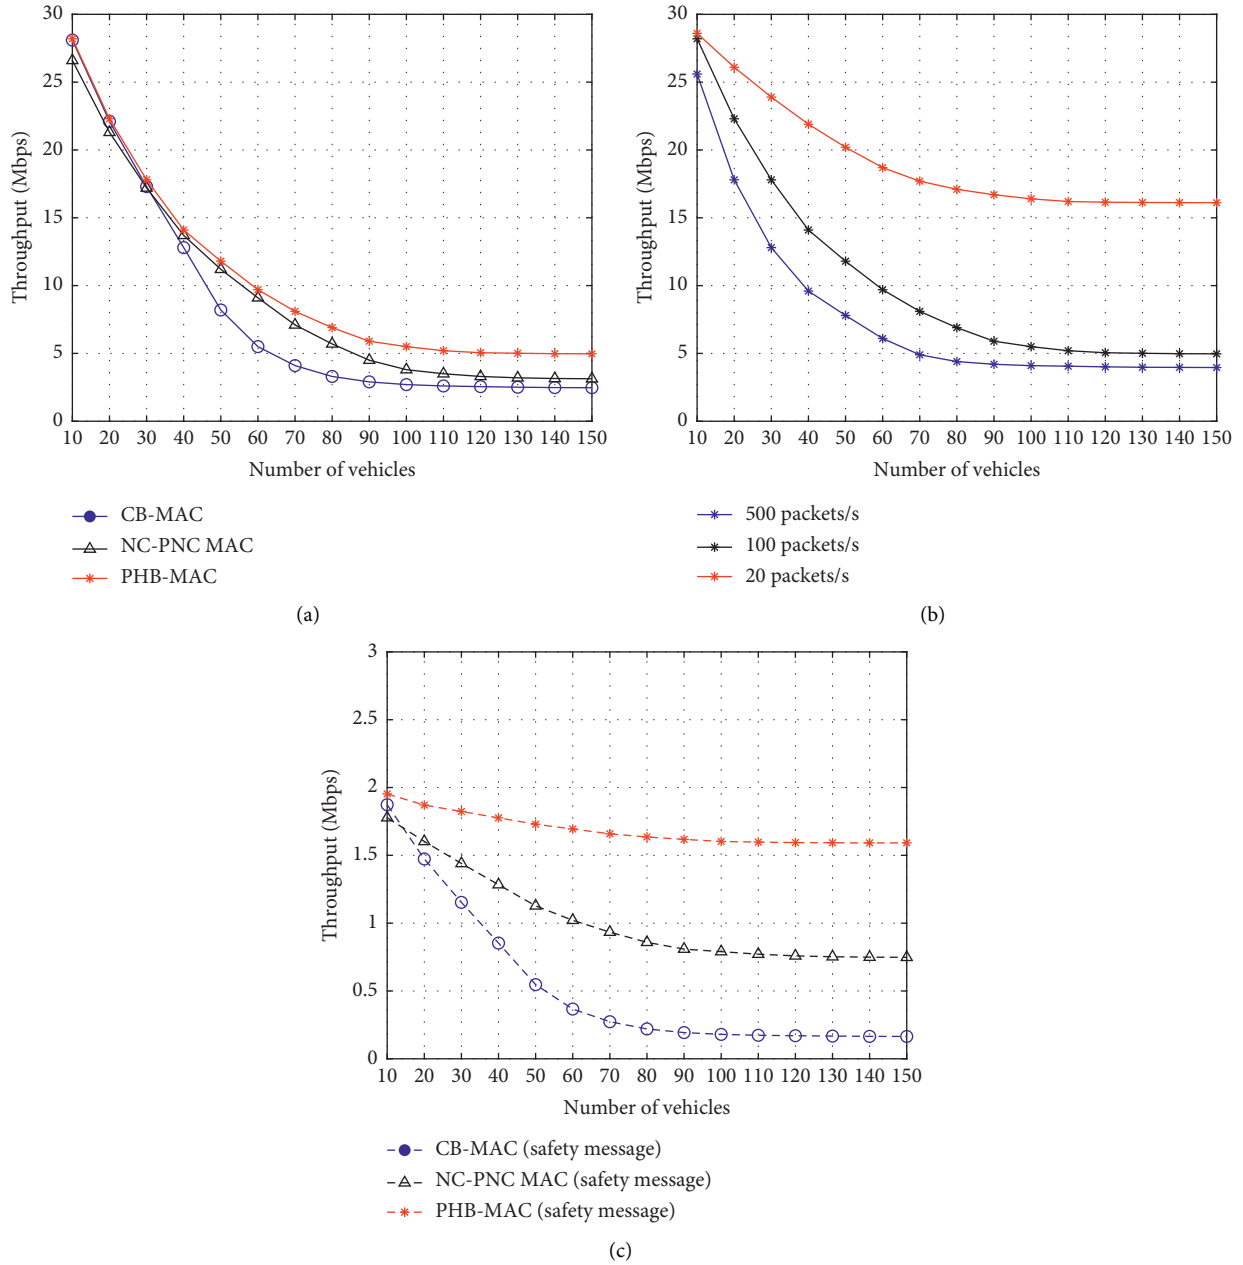 30
25
20
15
10
5
0
Throughput (Mbps)
10 20 30 40 50 60 70 80 90 100 110 120 130 140 150
Number of vehicles
CB-MAC
NC-PNC MAC
PHB-MAC
(a)
30
25
20
15
10
5
0
Throughput (Mbps)
10 20 30 40 50 60 70 80 90 100 110 120 130 140 150
Number of vehicles
500 packets/s
100 packets/s
20 packets/s
(b)
3
2.5
2
1.5
1
0.5
0
Throughput (Mbps)
10 20 30 40 50 60 70 80 90 100 110 120 130 140 150
Number of vehicles
CB-MAC (safety message)
NC-PNC MAC (safety message)
PHB-MAC (safety message)
(c)